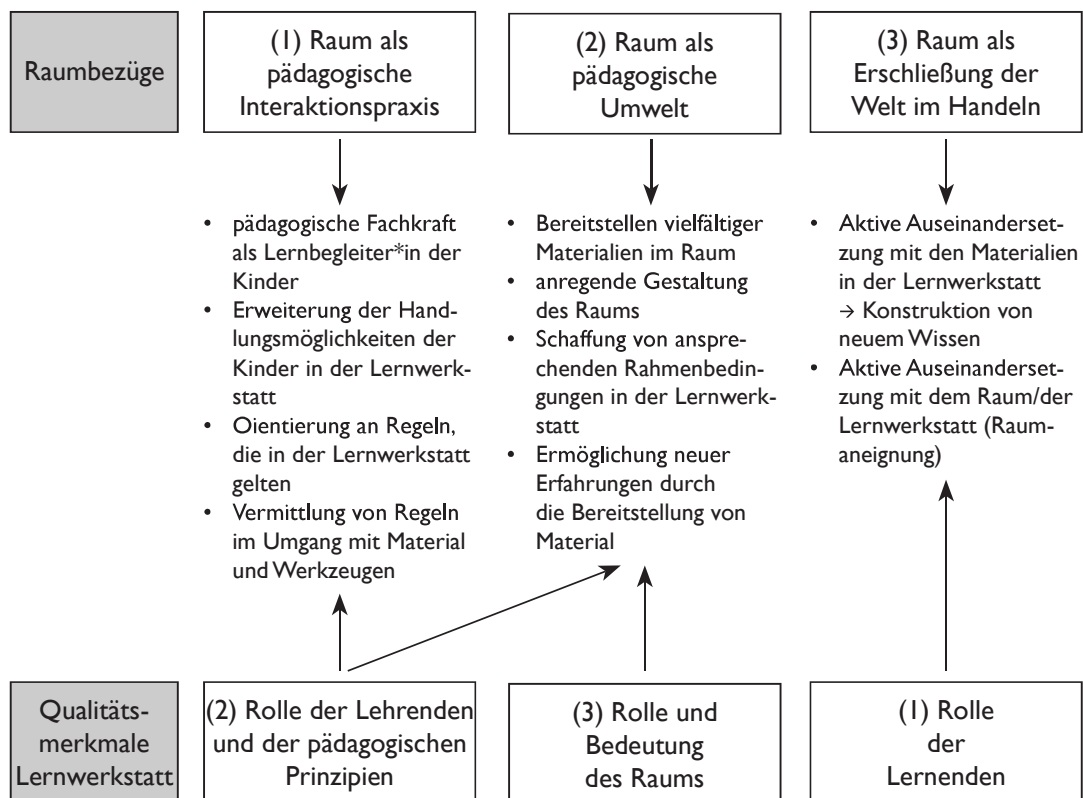 Raumbezüge
(1) Raum als
pädagogische
Interaktionspraxis
(2) Raum als
pädagogische
Umwelt
(3) Raum als
Erschließung der
Welt im Handeln
• pädagogische Fachkraft
als Lernbegleiter*in der
Kinder
• Erweiterung der Hand-
lungsmöglichkeiten der
Kinder in der Lernwerk-
statt
• Oientierung an Regeln,
die in der Lernwerkstatt
gelten
• Vermittlung von Regeln
im Umgang mit Material
und Werkzeugen
• Bereitstellen vielfältiger
Materialien im Raum
• anregende Gestaltung
des Raums
• Schaffung von anspre-
chenden Rahmenbedin-
gungen in der Lernwerk-
statt
• Ermöglichung neuer
Erfahrungen durch
die Bereitstellung von
Material
• Aktive Auseinanderset-
zung mit den Materialien
in der Lernwerkstatt
→ Konstruktion von
neuem Wissen
• Aktive Auseinanderset-
zung mit dem Raum/der
Lernwerkstatt (Raum-
aneignung)
Qualitäts-
merkmale
Lernwerkstatt
(2) Rolle der Lehrenden
und der pädagogischen
Prinzipien
(3) Rolle und
Bedeutung
des Raums
(1) Rolle
der
Lernenden